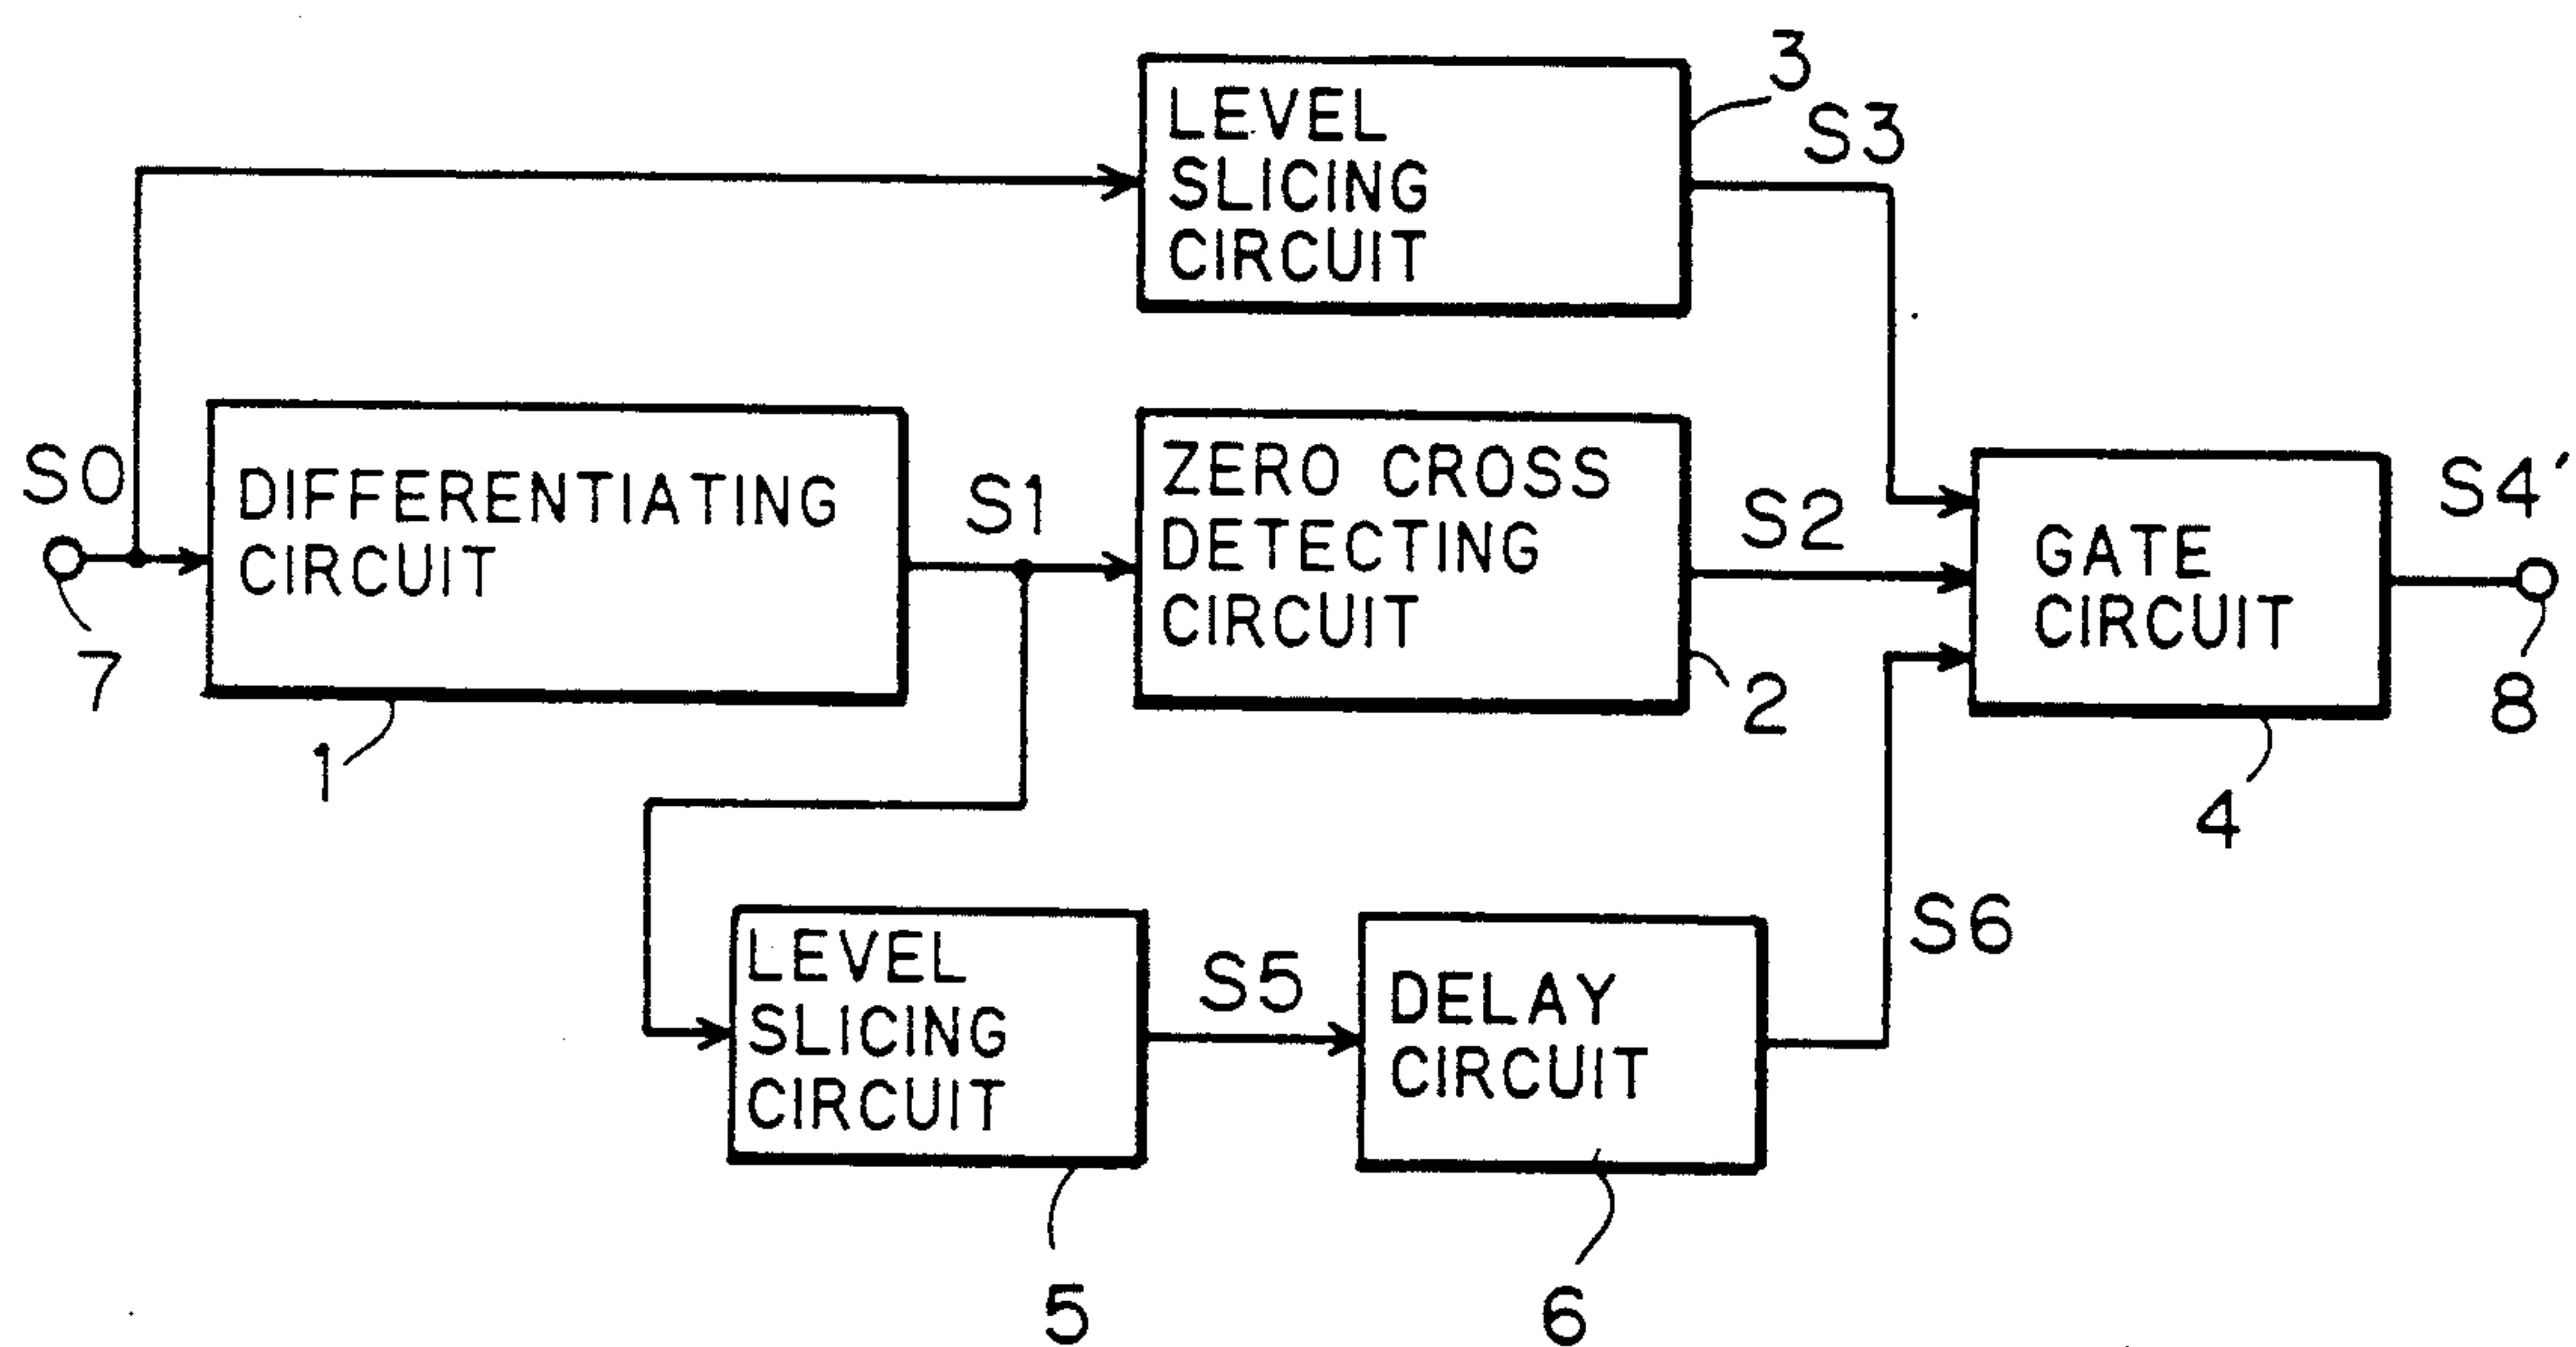 3
LEVEL
SLICING
CIRCUIT
S3
S0
DIFFERENTIATING
CIRCUIT
S1
ZERO CROSS
DETECTING
CIRCUIT
S2
GATE
CIRCUIT
S4'
7
1
2
4
8
LEVEL
SLICING
CIRCUIT
S5
DELAY
CIRCUIT
S6
5
6